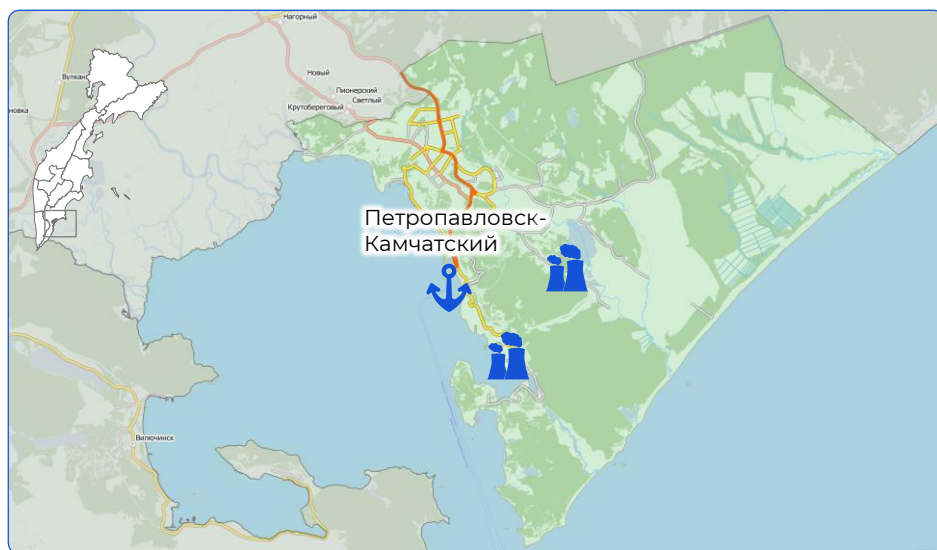 Нагорный
Вулкан
Новый
Пионерский
Светлый
Крутобереговый
новка
Петропавловск-
Камчатский
Вилючинск